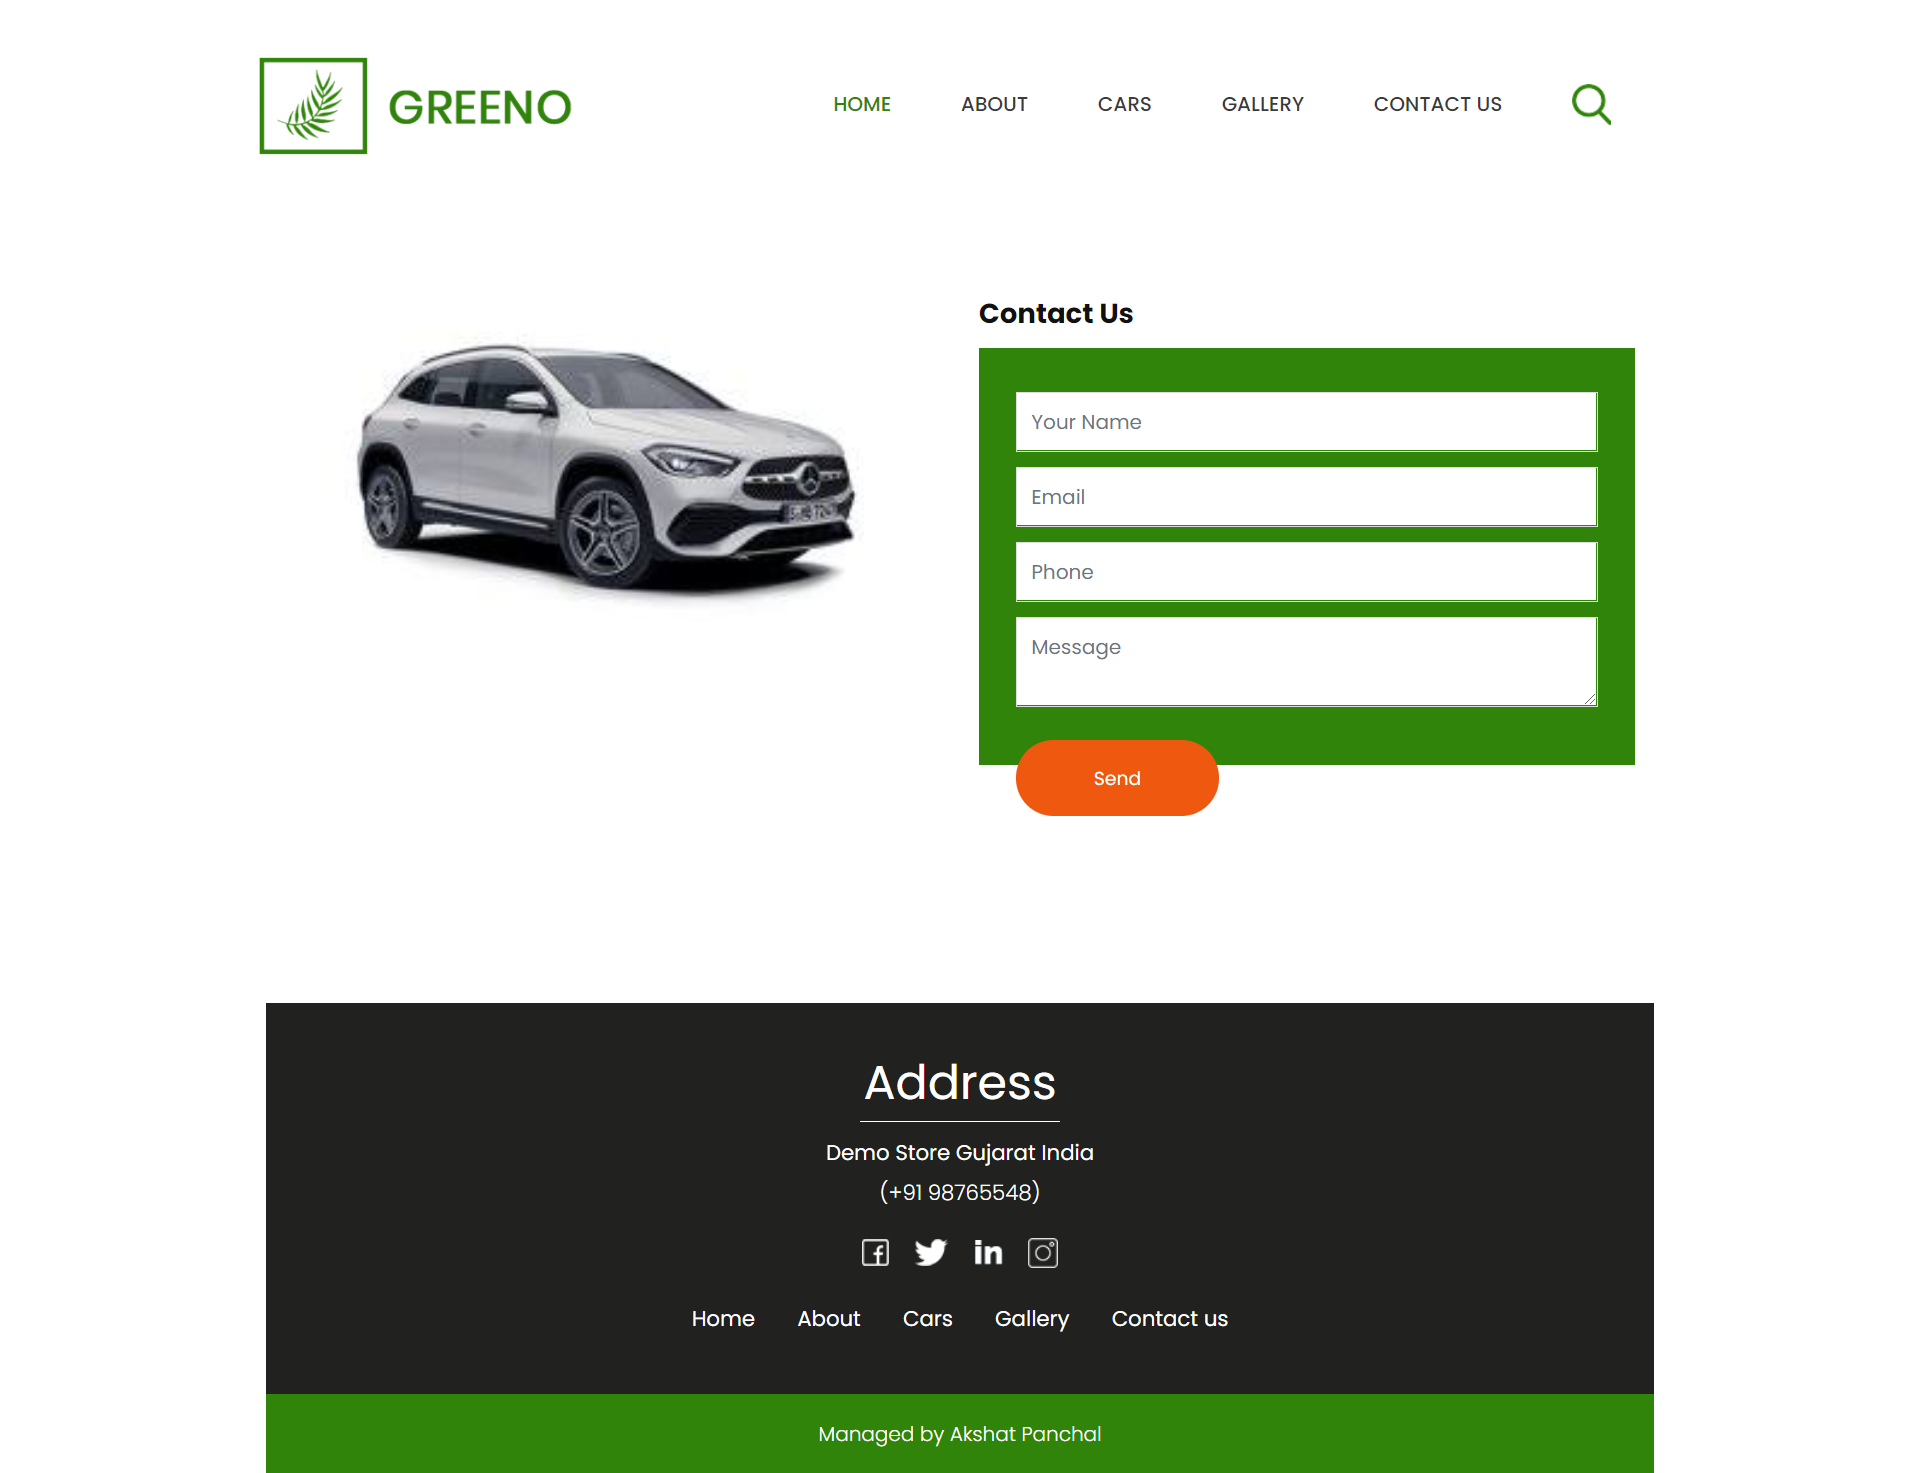 GREENO
HOME ABOUT CARS GALLERY CONTACT US
Contact Us
Your Name
Email
Phone
Message
Send
Address
Demo Store Gujarat India
(+91 98765548)
Home About Cars Gallery Contact us
Managed by Akshat Panchal